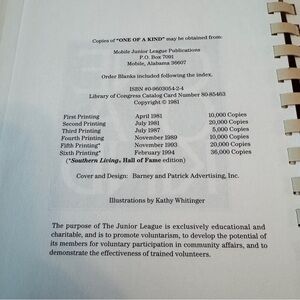 Copies of "ONE OF A KIND" may be obtained from:
Mobile Junior League Publications
P.O. Box 7091
Mobile, Alabama 36607
Order Blanks included following the index.
ISBN #0-9603054-2-4
Library of Congress Catalog Card Number 80-85463
Copyright © 1981
First Printing April 1981 10,000 Copies
Second Printing July 1981 20,000 Copies
Third Printing July 1987 5,000 Copies
Fourth Printing November 1989 10,000 Copies
Fifth Printing November 1993 20,000 Copies
Sixth Printing* February 1994 36,000 Copies
(*Southern Living® Hall of Fame edition)
Cover and Design: Barney and Patrick Advertising, Inc.
Illustrations by Kathy Whitinger
The purpose of The Junior League is exclusively educational and
charitable, and is to promote voluntarism, to develop the potential of
its members for voluntary participation in community affairs, and to
demonstrate the effectiveness of trained volunteers.